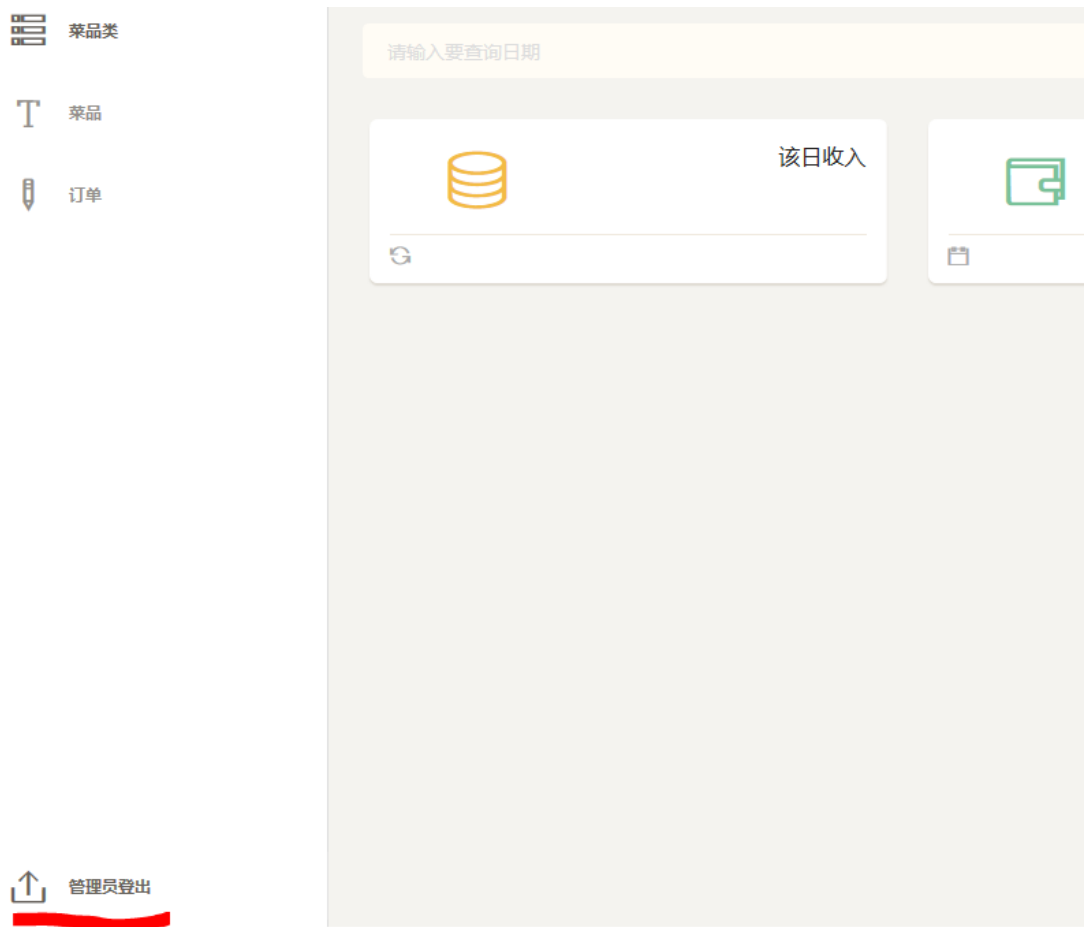 菜品类
菜品
订单
管理员登出
请输入要查询日期
该日收入